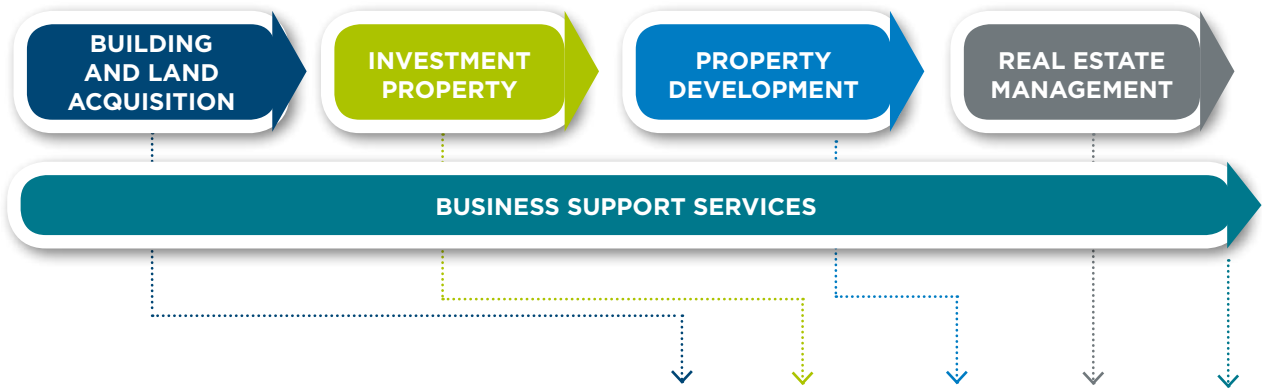 BUILDING
AND LAND
ACQUISITION
INVESTMENT
PROPERTY
PROPERTY
DEVELOPMENT
REAL ESTATE
MANAGEMENT
BUSINESS SUPPORT SERVICES